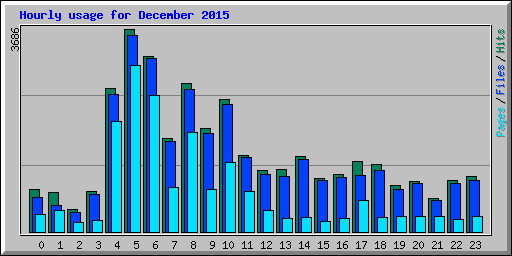 Hourly usage for December 2015
3686
Pages/Files/Hits
0 1 2 3 4 5 6 7 8 9 10 11 12 13 14 15 16 17 18 19 20 21 22 23